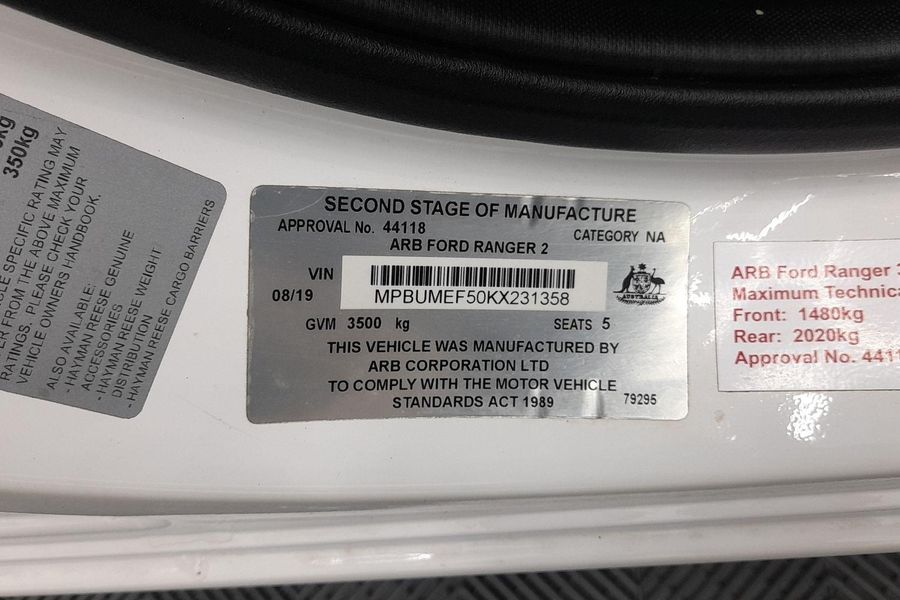 350kg
SPECIFIC RATING MAY
FROM THE ABOVE MAXIMUM
RATINGS, PLEASE CHECK YOUR
VEHICLE OWNERS HANDBOOK.
ALSO AVAILABLE:
- HAYMAN REESE GENUINE
ACCESSORIES
- HAYMAN REESE WEIGHT
DISTRIBUTION
- HAYMAN REESE CARGO BARRIERS
SECOND STAGE OF MANUFACTURE
APPROVAL No. 44118 CATEGORY NA
ARB FORD RANGER 2
VIN
08/19 MPBUMEF50KX231358
AUSTRALIA
GVM 3500 kg SEATS 5
THIS VEHICLE WAS MANUFACTURED BY
ARB CORPORATION LTD
TO COMPLY WITH THE MOTOR VEHICLE
STANDARDS ACT 1989 79295
ARB Ford Ranger
Maximum Technica
Front: 1480kg
Rear: 2020kg
Approval No. 441